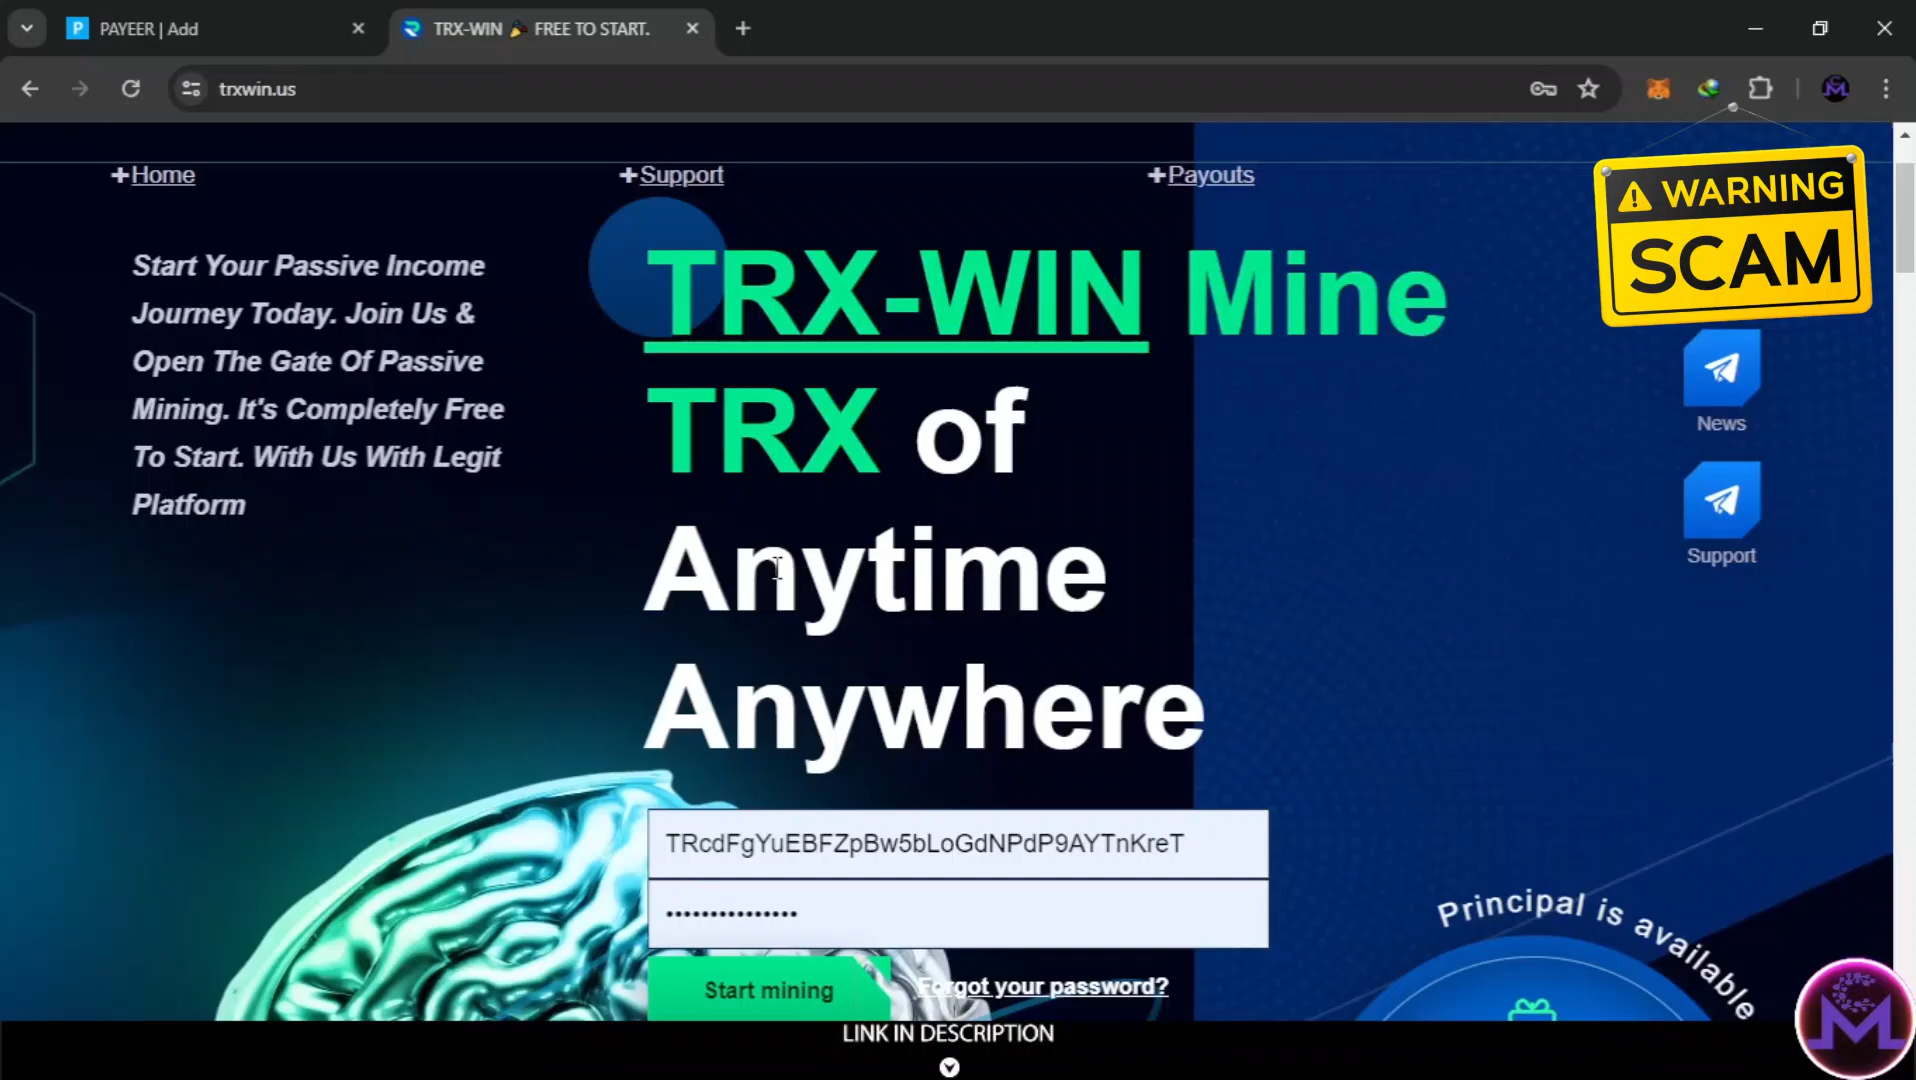 PAYEER | Add
TRX-WIN 🎉 FREE TO START.
trxwin.us
Home
Support
Payouts
WARNING
SCAM
Start Your Passive Income
Journey Today. Join Us &
Open The Gate Of Passive
Mining. It's Completely Free
To Start. With Us With Legit
Platform
TRX-WIN Mine
TRX of
Anytime
Anywhere
News
Support
TRcdFgYuEBFZpBw5bLoGdNPdP9AYTnKreT
•••••••••••••••
Start mining
Forgot your password?
Principal is available
LINK IN DESCRIPTION